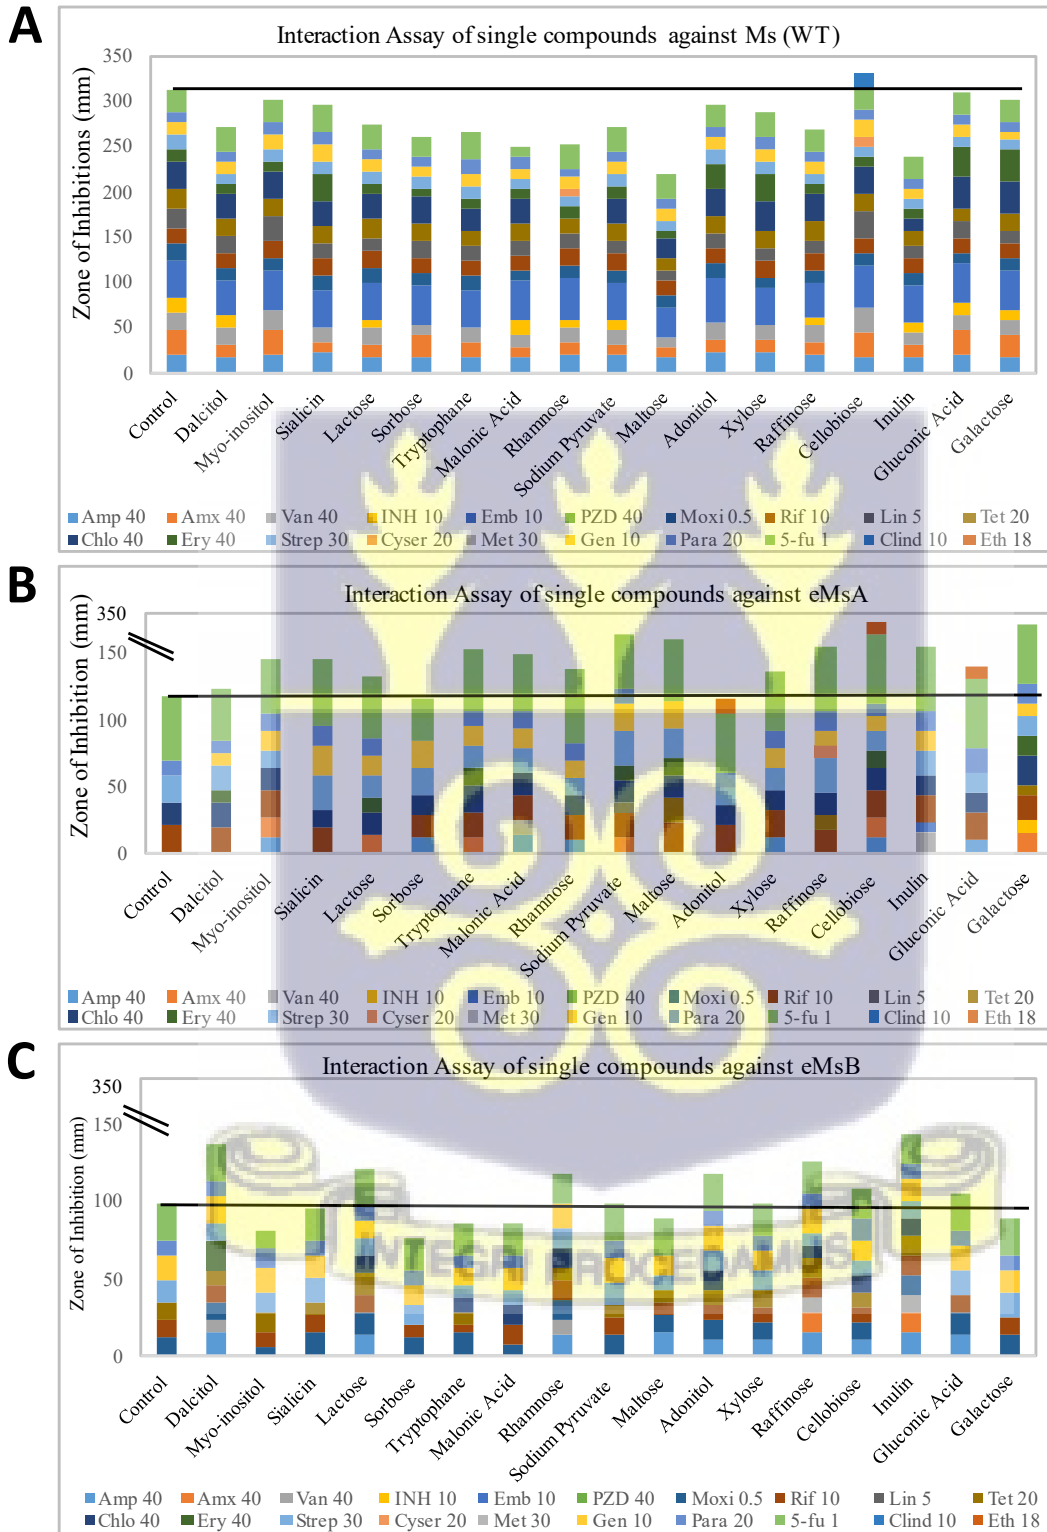 A
Interaction Assay of single compounds against Ms (WT)
Zone of Inhibitions (mm)
350
300
250
200
150
100
50
0
Control
Dalcitol
Myo-inositol
Sialicin
Lactose
Sorbose
Tryptophane
Malonic Acid
Rhamnose
Sodium Pyruvate
Maltose
Adonitol
Xylose
Raffinose
Cellobiose
Inulin
Gluconic Acid
Galactose
Amp 40 Amx 40 Van 40 INH 10 Emb 10 PZD 40 Moxi 0.5 Rif 10 Lin 5 Tet 20
Chlo 40 Ery 40 Strep 30 Cyser 20 Met 30 Gen 10 Para 20 5-fu 1 Clind 10 Eth 18
B
Interaction Assay of single compounds against eMsA
Zone of Inhibition (mm)
350
150
100
50
0
Control
Dalcitol
Myo-inositol
Sialicin
Lactose
Sorbose
Tryptophane
Malonic Acid
Rhamnose
Sodium Pyruvate
Maltose
Adonitol
Xylose
Raffinose
Cellobiose
Inulin
Gluconic Acid
Galactose
Amp 40 Amx 40 Van 40 INH 10 Emb 10 PZD 40 Moxi 0.5 Rif 10 Lin 5 Tet 20
Chlo 40 Ery 40 Strep 30 Cyser 20 Met 30 Gen 10 Para 20 5-fu 1 Clind 10 Eth 18
C
Interaction Assay of single compounds against eMsB
Zone of Inhibition (mm)
350
150
100
50
0
INTEGRI PROCEDAMUS
Control
Dalcitol
Myo-inositol
Sialicin
Lactose
Sorbose
Tryptophane
Malonic Acid
Rhamnose
Sodium Pyruvate
Maltose
Adonitol
Xylose
Raffinose
Cellobiose
Inulin
Gluconic Acid
Galactose
Amp 40 Amx 40 Van 40 INH 10 Emb 10 PZD 40 Moxi 0.5 Rif 10 Lin 5 Tet 20
Chlo 40 Ery 40 Strep 30 Cyser 20 Met 30 Gen 10 Para 20 5-fu 1 Clind 10 Eth 18